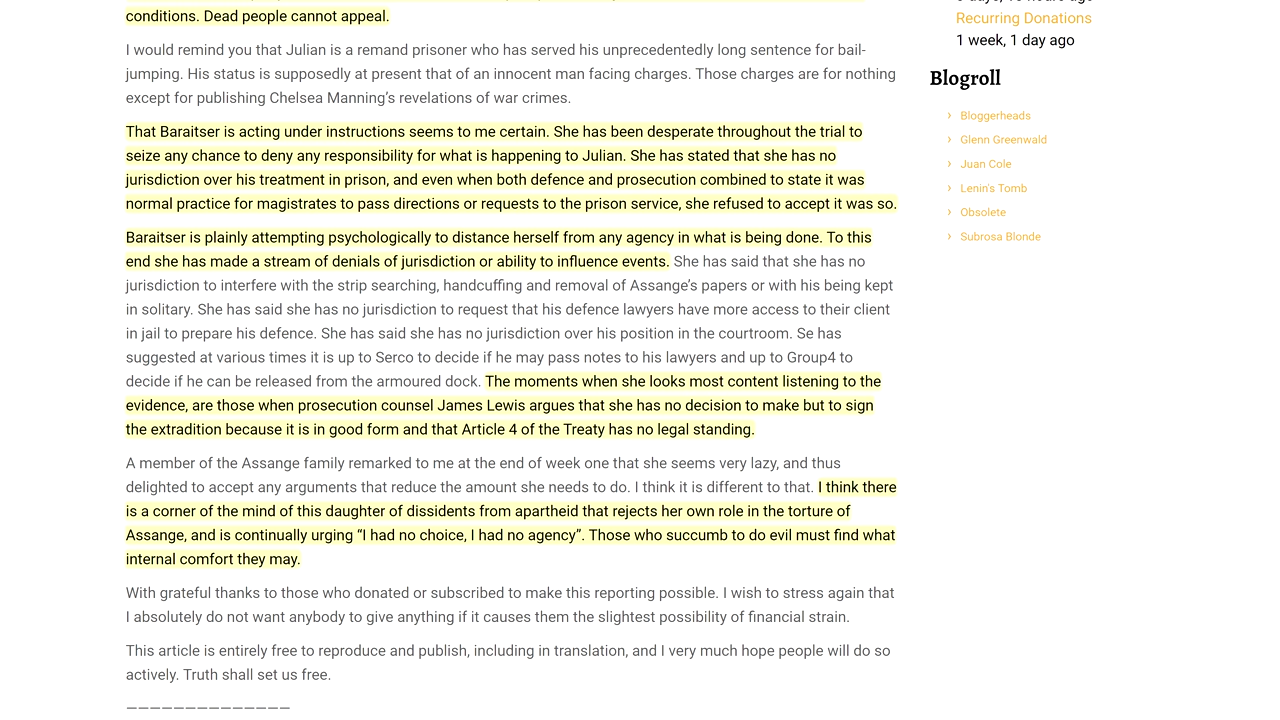 conditions. Dead people cannot appeal.
I would remind you that Julian is a remand prisoner who has served his unprecedentedly long sentence for bail-
jumping. His status is supposedly at present that of an innocent man facing charges. Those charges are for nothing
except for publishing Chelsea Manning’s revelations of war crimes.
That Baraitser is acting under instructions seems to me certain. She has been desperate throughout the trial to
seize any chance to deny any responsibility for what is happening to Julian. She has stated that she has no
jurisdiction over his treatment in prison, and even when both defence and prosecution combined to state it was
normal practice for magistrates to pass directions or requests to the prison service, she refused to accept it was so.
Baraitser is plainly attempting psychologically to distance herself from any agency in what is being done. To this
end she has made a stream of denials of jurisdiction or ability to influence events. She has said that she has no
jurisdiction to interfere with the strip searching, handcuffing and removal of Assange’s papers or with his being kept
in solitary. She has said she has no jurisdiction to request that his defence lawyers have more access to their client
in jail to prepare his defence. She has said she has no jurisdiction over his position in the courtroom. Se has
suggested at various times it is up to Serco to decide if he may pass notes to his lawyers and up to Group4 to
decide if he can be released from the armoured dock. The moments when she looks most content listening to the
evidence, are those when prosecution counsel James Lewis argues that she has no decision to make but to sign
the extradition because it is in good form and that Article 4 of the Treaty has no legal standing.
A member of the Assange family remarked to me at the end of week one that she seems very lazy, and thus
delighted to accept any arguments that reduce the amount she needs to do. I think it is different to that. I think there
is a corner of the mind of this daughter of dissidents from apartheid that rejects her own role in the torture of
Assange, and is continually urging “I had no choice, I had no agency”. Those who succumb to do evil must find what
internal comfort they may.
With grateful thanks to those who donated or subscribed to make this reporting possible. I wish to stress again that
I absolutely do not want anybody to give anything if it causes them the slightest possibility of financial strain.
This article is entirely free to reproduce and publish, including in translation, and I very much hope people will do so
actively. Truth shall set us free.
——————————————
Recurring Donations
1 week, 1 day ago
Blogroll
› Bloggerheads
› Glenn Greenwald
› Juan Cole
› Lenin's Tomb
› Obsolete
› Subrosa Blonde